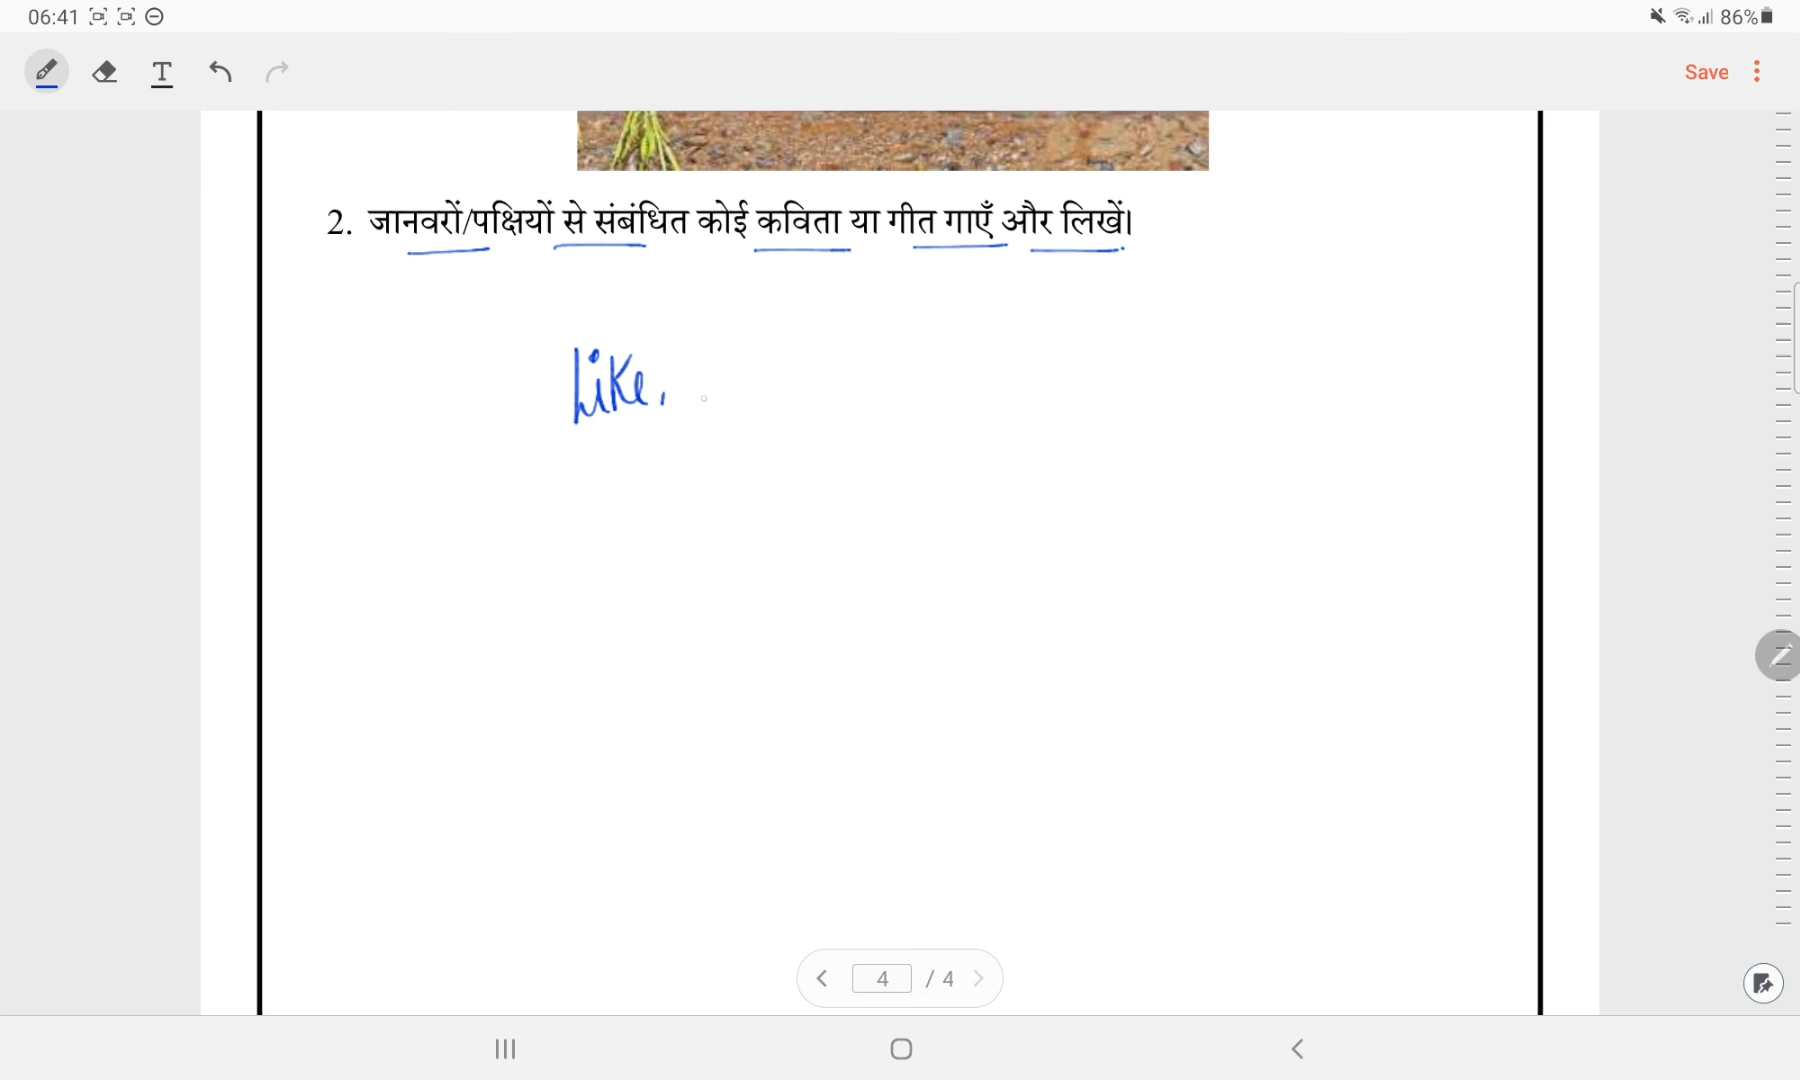 06:41
86%
Save
2. जानवरों/पक्षियों से संबंधित कोई कविता या गीत गाएँ और लिखें।
Like,
4 / 4